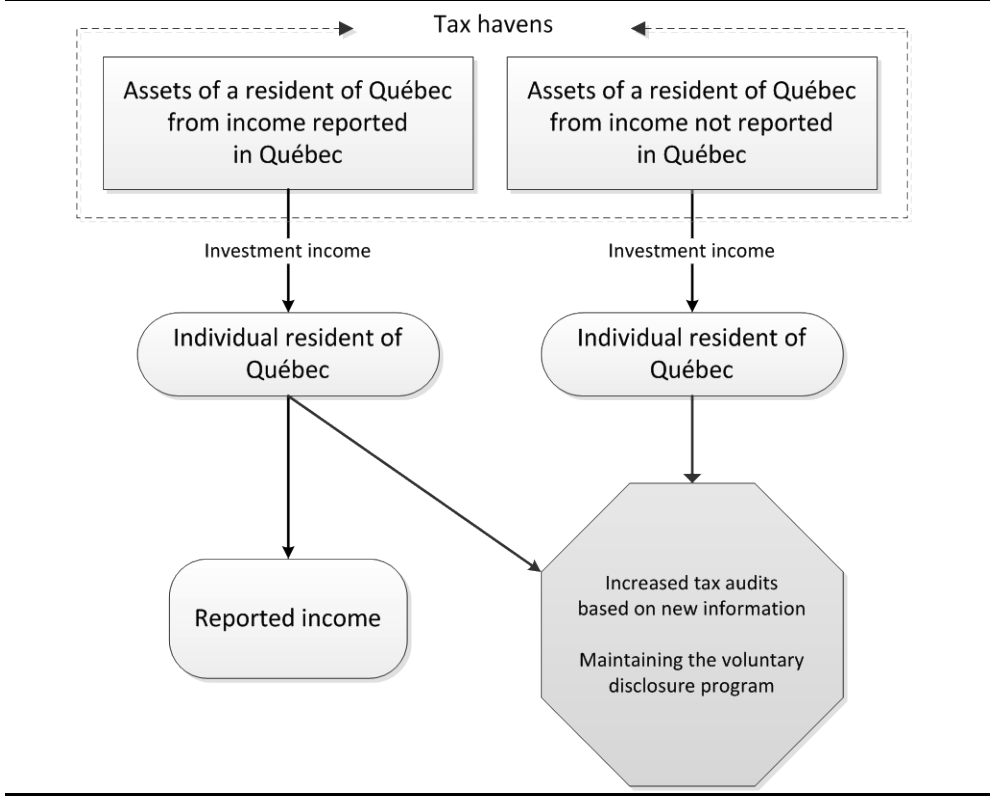 Tax havens
Assets of a resident of Québec
from income reported
in Québec
Assets of a resident of Québec
from income not reported
in Québec
Investment income
Investment income
Individual resident of
Québec
Individual resident of
Québec
Reported income
Increased tax audits
based on new information
Maintaining the voluntary
disclosure program